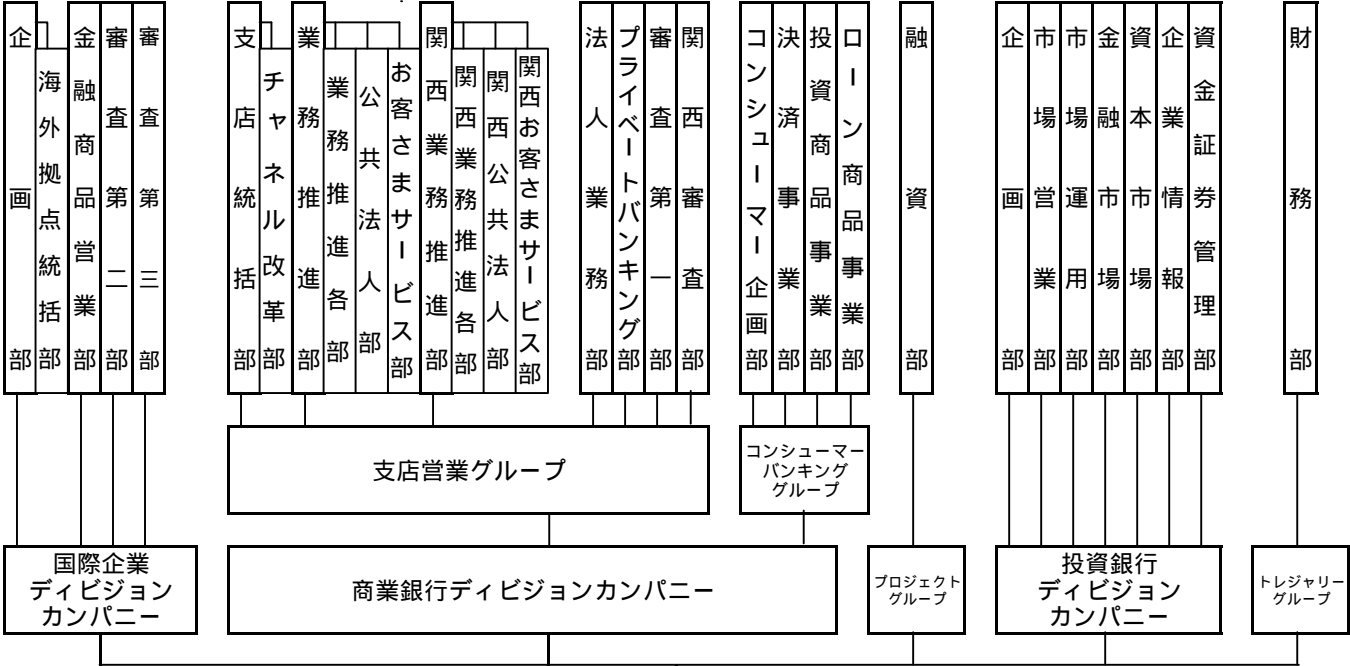 企画部
海外拠点統括部
金融商品営業部
審査第二部
審査第三部
支店統括部
チャネル改革部
業務推進部
業務推進各部
公共法人部
お客さまサービス部
関西業務推進部
関西業務推進各部
関西公共法人部
関西お客さまサービス部
法人業務部
プライベートバンキング部
審査第一部
関西審査部
コンシューマー企画部
決済事業部
投資商品事業部
ローン商品事業部
融資部
企画部
市場営業部
市場運用部
金融市場部
資本市場部
企業情報部
資金証券管理部
財務部
支店営業グループ
コンシューマー
バンキング
グループ
国際企業
ディビジョン
カンパニー
商業銀行ディビジョンカンパニー
プロジェクト
グループ
投資銀行
ディビジョン
カンパニー
トレジャリー
グループ